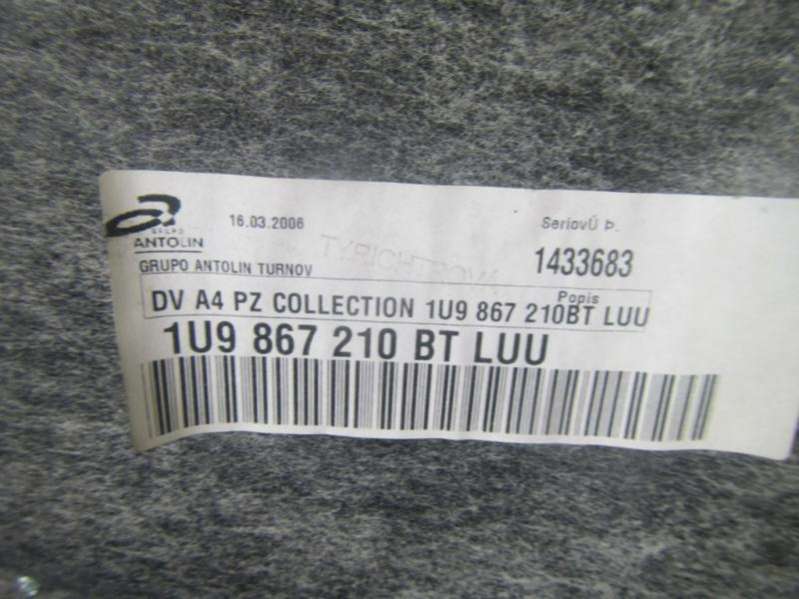 GRUPO
ANTOLIN
16.03.2006
SeriovÚ Þ.
TYRICHTROVA
1433683
GRUPO ANTOLIN TURNOV
Popis
DV A4 PZ COLLECTION 1U9 867 210BT LUU
1U9 867 210 BT LUU